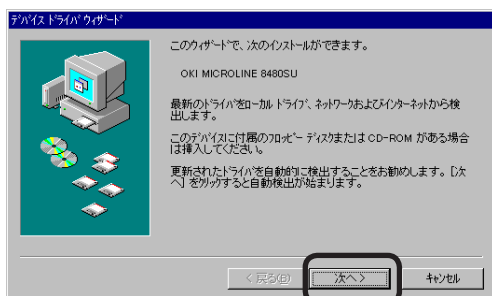 ﾃﾞﾊﾞｲｽ ﾄﾞﾗｲﾊﾞ ｳｨｻﾞｰﾄﾞ
このｳｨｻﾞｰﾄﾞで、次のｲﾝｽﾄｰﾙができます。
OKI MICROLINE 8480SU
最新のﾄﾞﾗｲﾊﾞをﾛｰｶﾙ ﾄﾞﾗｲﾌﾞ、ﾈｯﾄﾜｰｸおよびｲﾝﾀｰﾈｯﾄから検
出します。
このﾃﾞﾊﾞｲｽに付属のﾌﾛｯﾋﾟｰ ﾃﾞｨｽｸまたは CD-ROM がある場合
は挿入してください。
更新されたﾄﾞﾗｲﾊﾞを自動的に検出することをお勧めします。[次
へ] をｸﾘｯｸすると自動検出が始まります。
< 戻る(B)
次へ >
ｷｬﾝｾﾙ